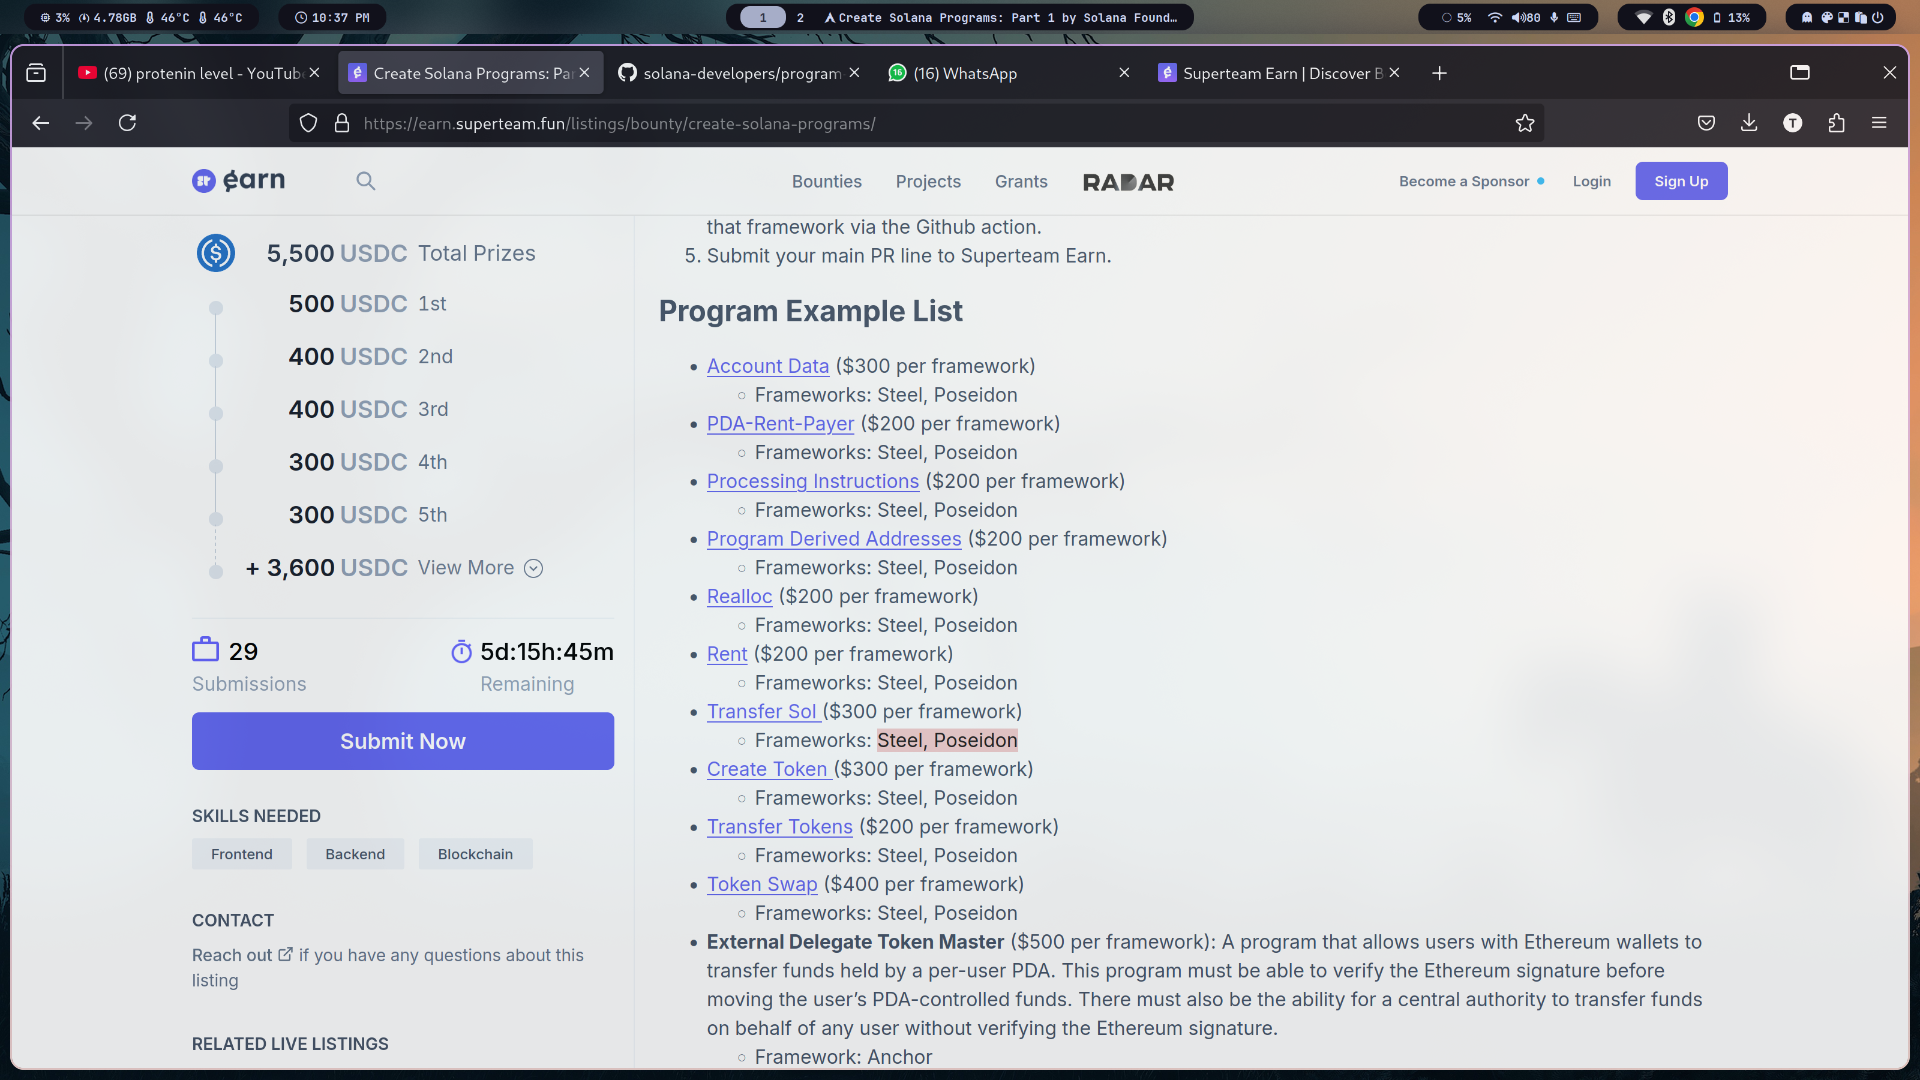 3% 4.78GB 46°C 46°C
10:37 PM
1 2 Create Solana Programs: Part 1 by Solana Found…
5% 80
13%
(69) protenin level - YouTube
Create Solana Programs: Pa
solana-developers/program
(16) WhatsApp
Superteam Earn | Discover B
https://earn.superteam.fun/listings/bounty/create-solana-programs/
T
earn
Bounties Projects Grants RADAR
Become a Sponsor Login Sign Up
5,500 USDC Total Prizes
500 USDC 1st
400 USDC 2nd
400 USDC 3rd
300 USDC 4th
300 USDC 5th
+ 3,600 USDC View More
29
Submissions
5d:15h:45m
Remaining
Submit Now
SKILLS NEEDED
Frontend Backend Blockchain
CONTACT
Reach out if you have any questions about this
listing
RELATED LIVE LISTINGS
that framework via the Github action.
5. Submit your main PR line to Superteam Earn.
Program Example List
• Account Data ($300 per framework)
◦ Frameworks: Steel, Poseidon
• PDA-Rent-Payer ($200 per framework)
◦ Frameworks: Steel, Poseidon
• Processing Instructions ($200 per framework)
◦ Frameworks: Steel, Poseidon
• Program Derived Addresses ($200 per framework)
◦ Frameworks: Steel, Poseidon
• Realloc ($200 per framework)
◦ Frameworks: Steel, Poseidon
• Rent ($200 per framework)
◦ Frameworks: Steel, Poseidon
• Transfer Sol ($300 per framework)
◦ Frameworks: Steel, Poseidon
• Create Token ($300 per framework)
◦ Frameworks: Steel, Poseidon
• Transfer Tokens ($200 per framework)
◦ Frameworks: Steel, Poseidon
• Token Swap ($400 per framework)
◦ Frameworks: Steel, Poseidon
• External Delegate Token Master ($500 per framework): A program that allows users with Ethereum wallets to
transfer funds held by a per-user PDA. This program must be able to verify the Ethereum signature before
moving the user’s PDA-controlled funds. There must also be the ability for a central authority to transfer funds
on behalf of any user without verifying the Ethereum signature.
◦ Framework: Anchor